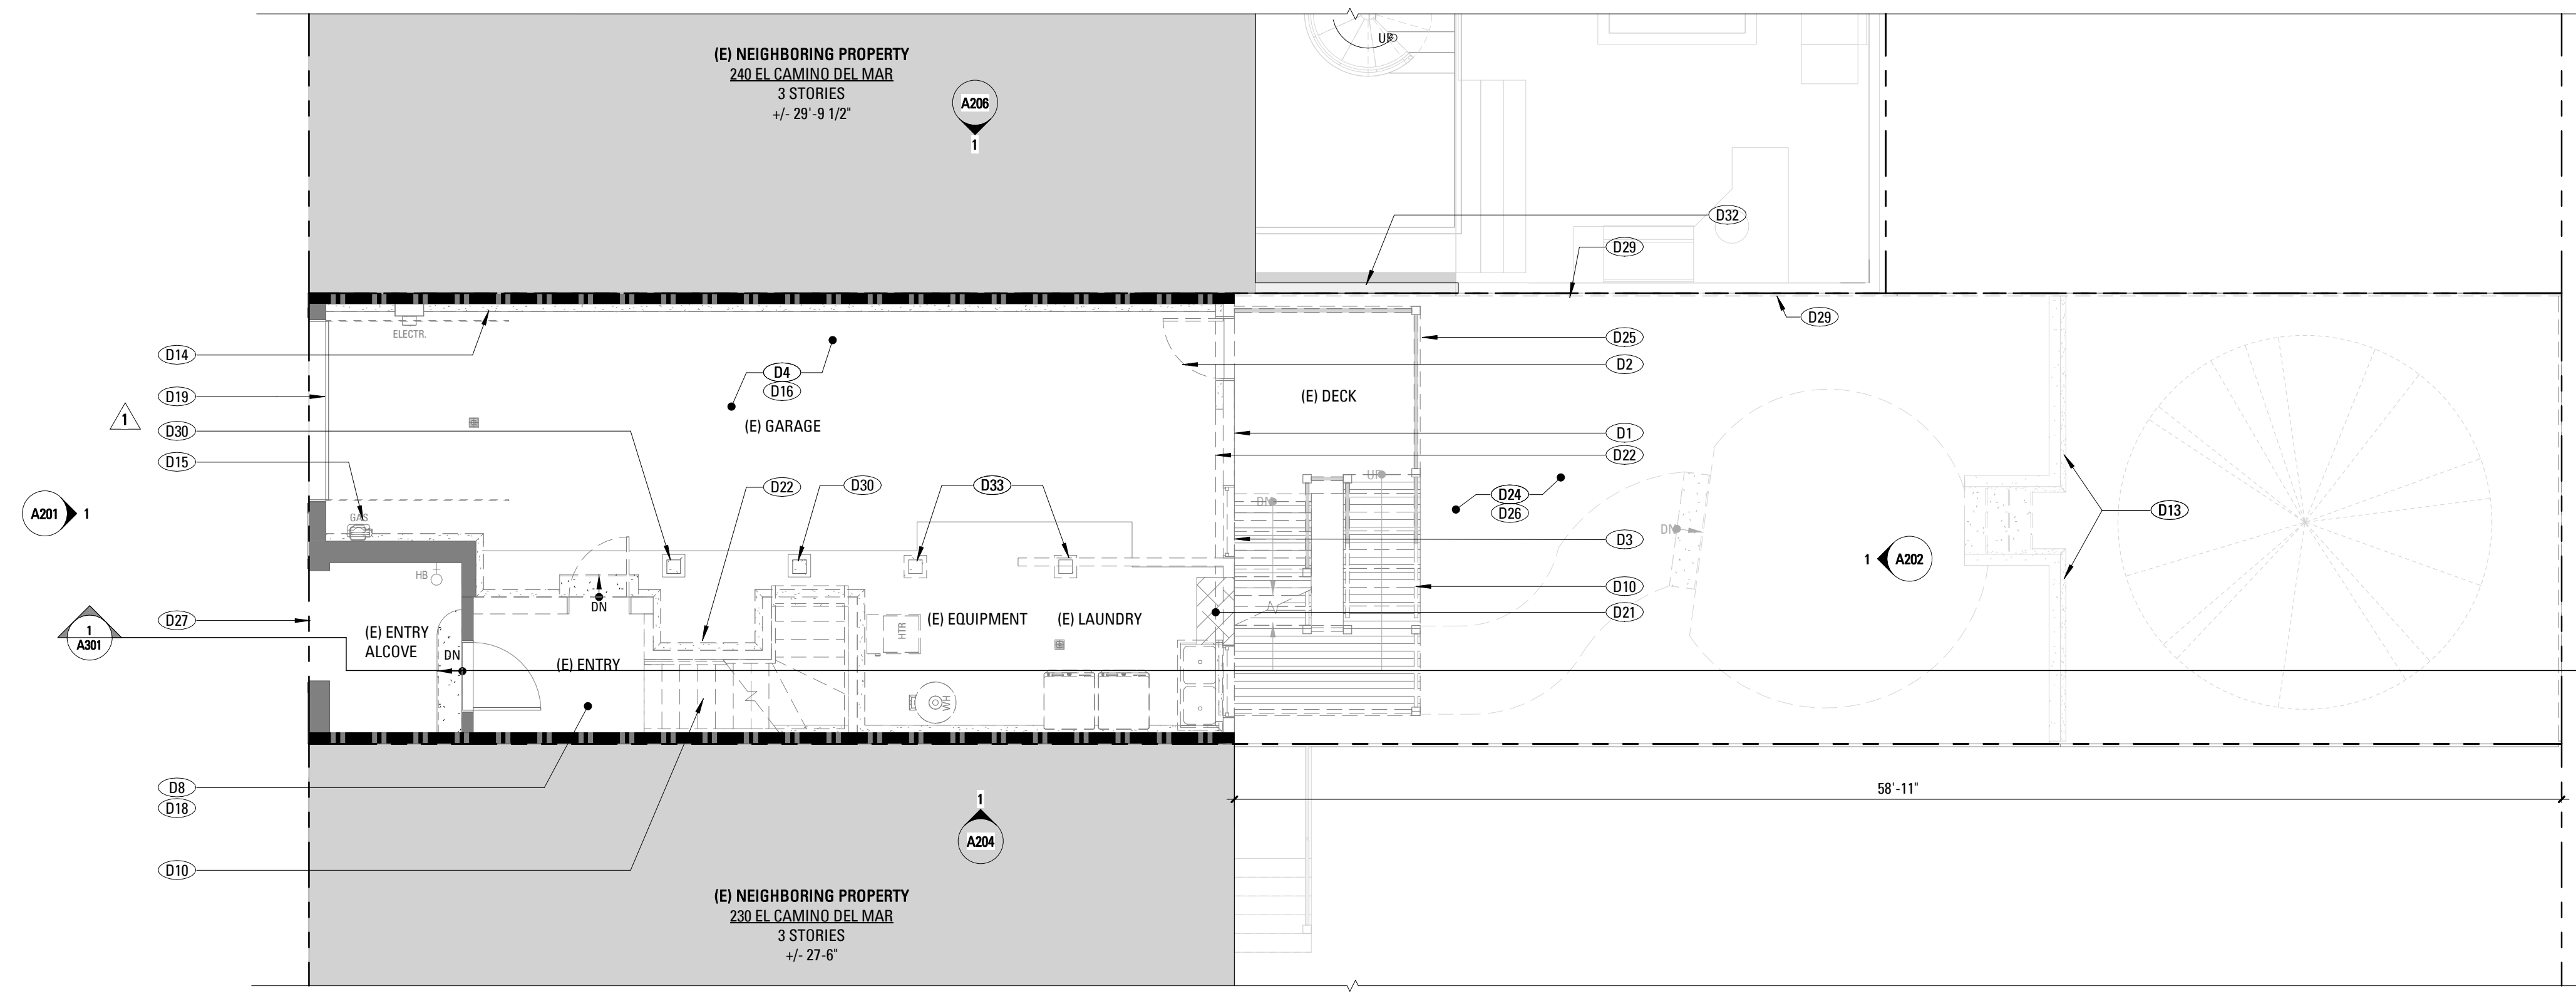 (E) NEIGHBORING PROPERTY
240 EL CAMINO DEL MAR
3 STORIES
+/- 29'-9 1/2"
A206
1
UP
D32
D29
D29
ELECTR.
D14
D4
D16
(E) GARAGE
D19
1
D30
D15
GAS
A201
1
D22
D30
D33
(E) DECK
D25
D2
D1
D22
UP
DN
D24
D26
D3
D10
D21
DN
D13
1
A202
HB
DN
D27
1
A301
(E) ENTRY
ALCOVE
DN
(E) ENTRY
HTR
(E) EQUIPMENT
(E) LAUNDRY
WH
D8
D18
D10
58'-11"
1
A204
(E) NEIGHBORING PROPERTY
230 EL CAMINO DEL MAR
3 STORIES
+/- 27-6"